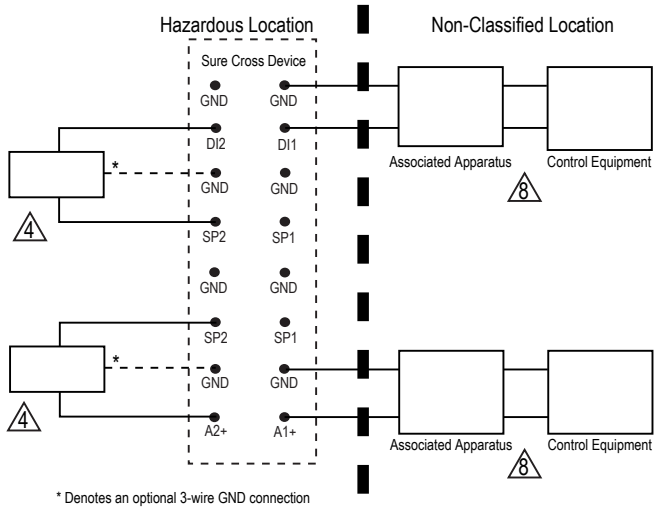 Hazardous Location
Non-Classified Location
Sure Cross Device
GND GND
DI2 DI1
*
GND GND
4
Associated Apparatus Control Equipment
8
SP2 SP1
GND GND
SP2 SP1
*
GND GND
4
A2+ A1+
Associated Apparatus Control Equipment
8
* Denotes an optional 3-wire GND connection